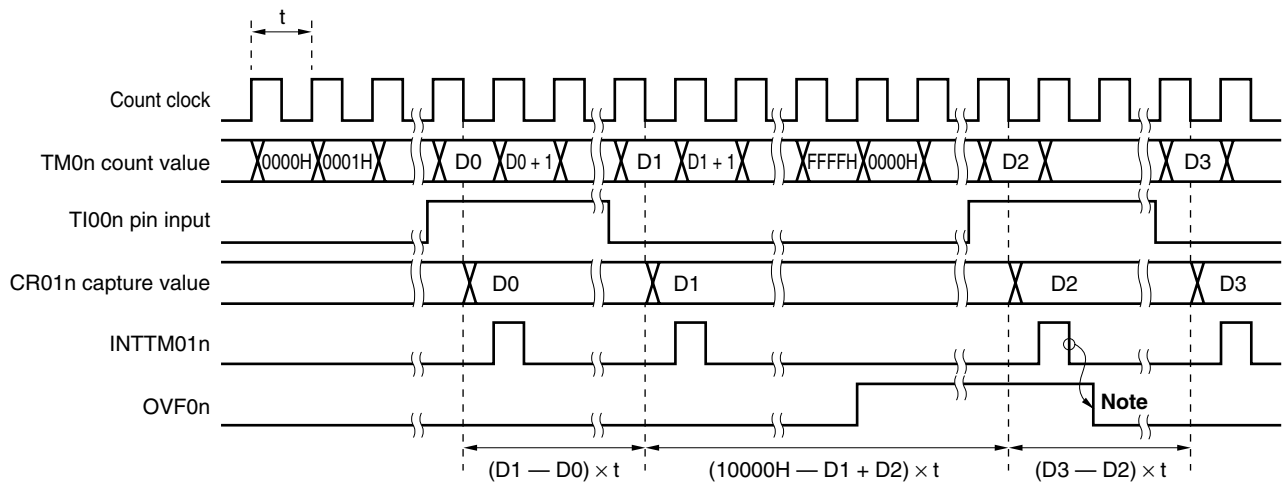 t
Count clock
TM0n count value
0000H 0001H D0 D0 + 1 D1 D1 + 1 FFFFH 0000H D2 D3
TI00n pin input
CR01n capture value
D0 D1 D2 D3
INTTM01n
OVF0n
Note
(D1 — D0) × t (10000H — D1 + D2) × t (D3 — D2) × t